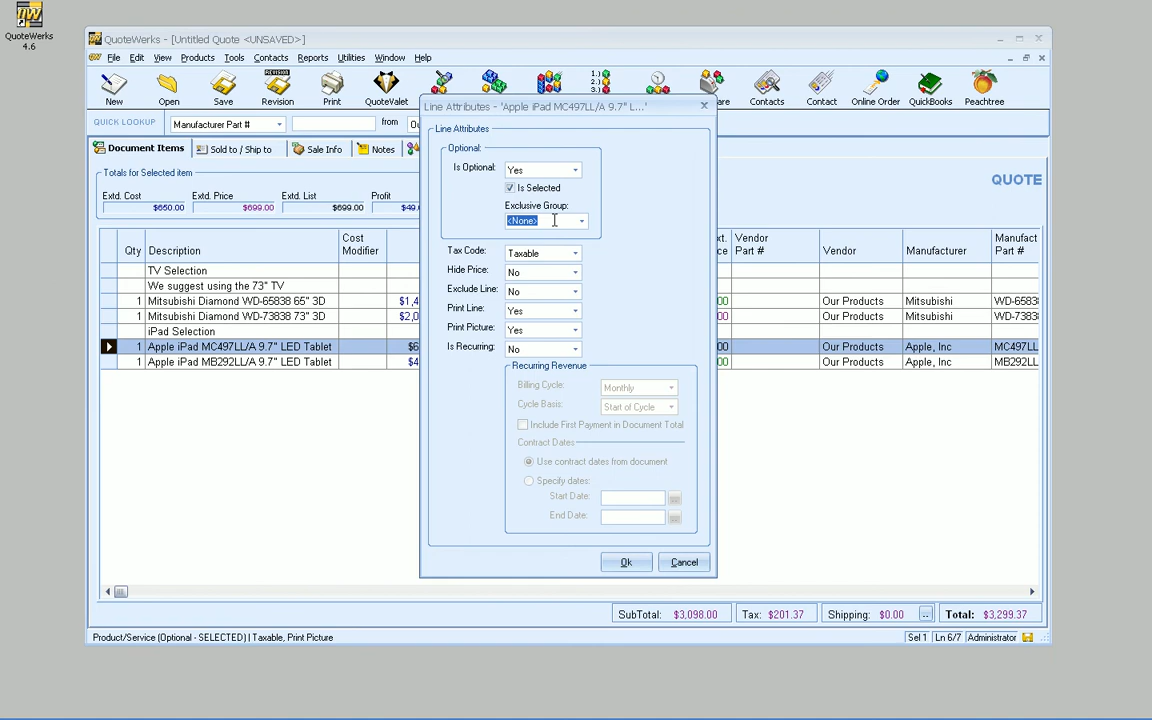 QuoteWerks
4.6
QuoteWerks - [Untitled Quote <UNSAVED>]
File Edit View Products Tools Contacts Reports Utilities Window Help
New Open Save Revision Print QuoteValet Contacts Contact Online Order QuickBooks Peachtree
QUICK LOOKUP Manufacturer Part # from
Document Items Sold to / Ship to Sale Info Notes
QUOTE
Totals for Selected item
Extd. Cost Extd. Price Extd. List Profit
$650.00 $699.00 $699.00 $49.
Qty Description Cost Modifier Vendor Part # Vendor Manufacturer Manufact Part #
TV Selection
We suggest using the 73" TV
1 Mitsubishi Diamond WD-65838 65" 3D $1,4 00 Our Products Mitsubishi WD-6583
1 Mitsubishi Diamond WD-73838 73" 3D $2,0 00 Our Products Mitsubishi WD-7383
iPad Selection
1 Apple iPad MC497LL/A 9.7" LED Tablet $6 00 Our Products Apple, Inc MC497LL
1 Apple iPad MB292LL/A 9.7" LED Tablet $4 00 Our Products Apple, Inc MB292LL
Line Attributes - 'Apple iPad MC497LL/A 9.7" L...'
Line Attributes
Optional:
Is Optional: Yes
Is Selected
Exclusive Group:
<None>
Tax Code: Taxable
Hide Price: No
Exclude Line: No
Print Line: Yes
Print Picture: Yes
Is Recurring: No
Recurring Revenue
Billing Cycle: Monthly
Cycle Basis: Start of Cycle
Include First Payment in Document Total
Contract Dates
Use contract dates from document
Specify dates:
Start Date:
End Date:
Ok Cancel
SubTotal: $3,098.00 Tax: $201.37 Shipping: $0.00 .. Total: $3,299.37
Product/Service (Optional - SELECTED) | Taxable, Print Picture Sel 1 Ln 6/7 Administrator